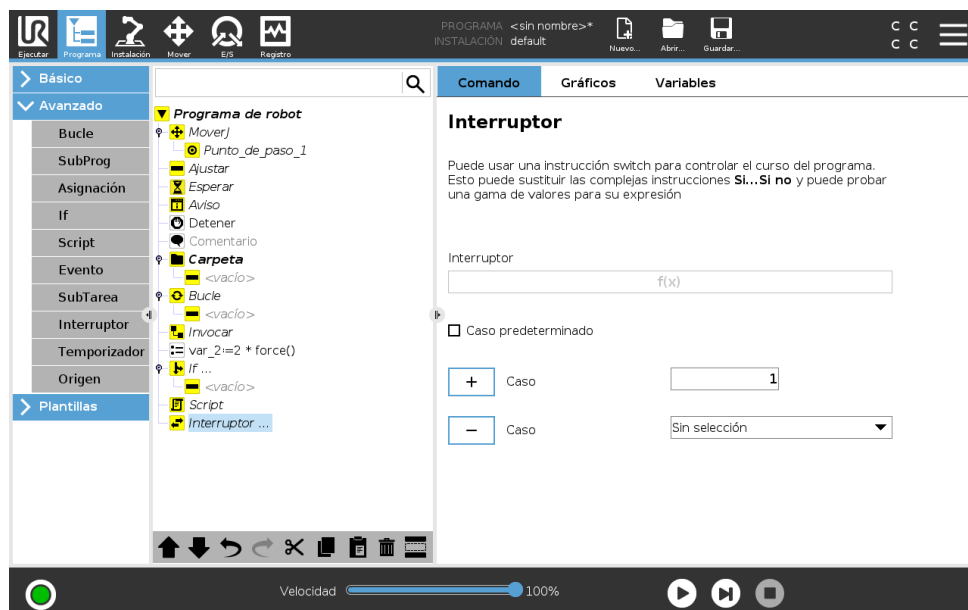 PROGRAMA <sin nombre>*
INSTALACIÓN default
UR
Ejecutar
Programa
Instalación
Mover
E/S
Registro
Nuevo...
Abrir...
Guardar...
C C
C C
Básico
Avanzado
Bucle
SubProg
Asignación
If
Script
Evento
SubTarea
Interruptor
Temporizador
Origen
Plantillas
Programa de robot
MoverJ
Punto_de_paso_1
Ajustar
Esperar
Aviso
Detener
Comentario
Carpeta
<vacío>
Bucle
<vacío>
Invocar
var_2:=2 * force()
If ...
<vacío>
Script
Interruptor ...
Comando
Gráficos
Variables
Interruptor
Puede usar una instrucción switch para controlar el curso del programa.
Esto puede sustituir las complejas instrucciones Si...Si no y puede probar
una gama de valores para su expresión
Interruptor
f(x)
Caso predeterminado
+ Caso 1
− Caso Sin selección
Velocidad 100%